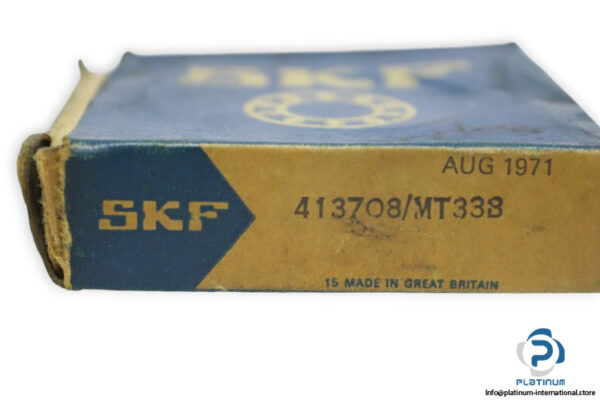 SKF
AUG 1971
SKF
413708/MT33B
15 MADE IN GREAT BRITAIN
PLATINUM
Info@platinum-international.store